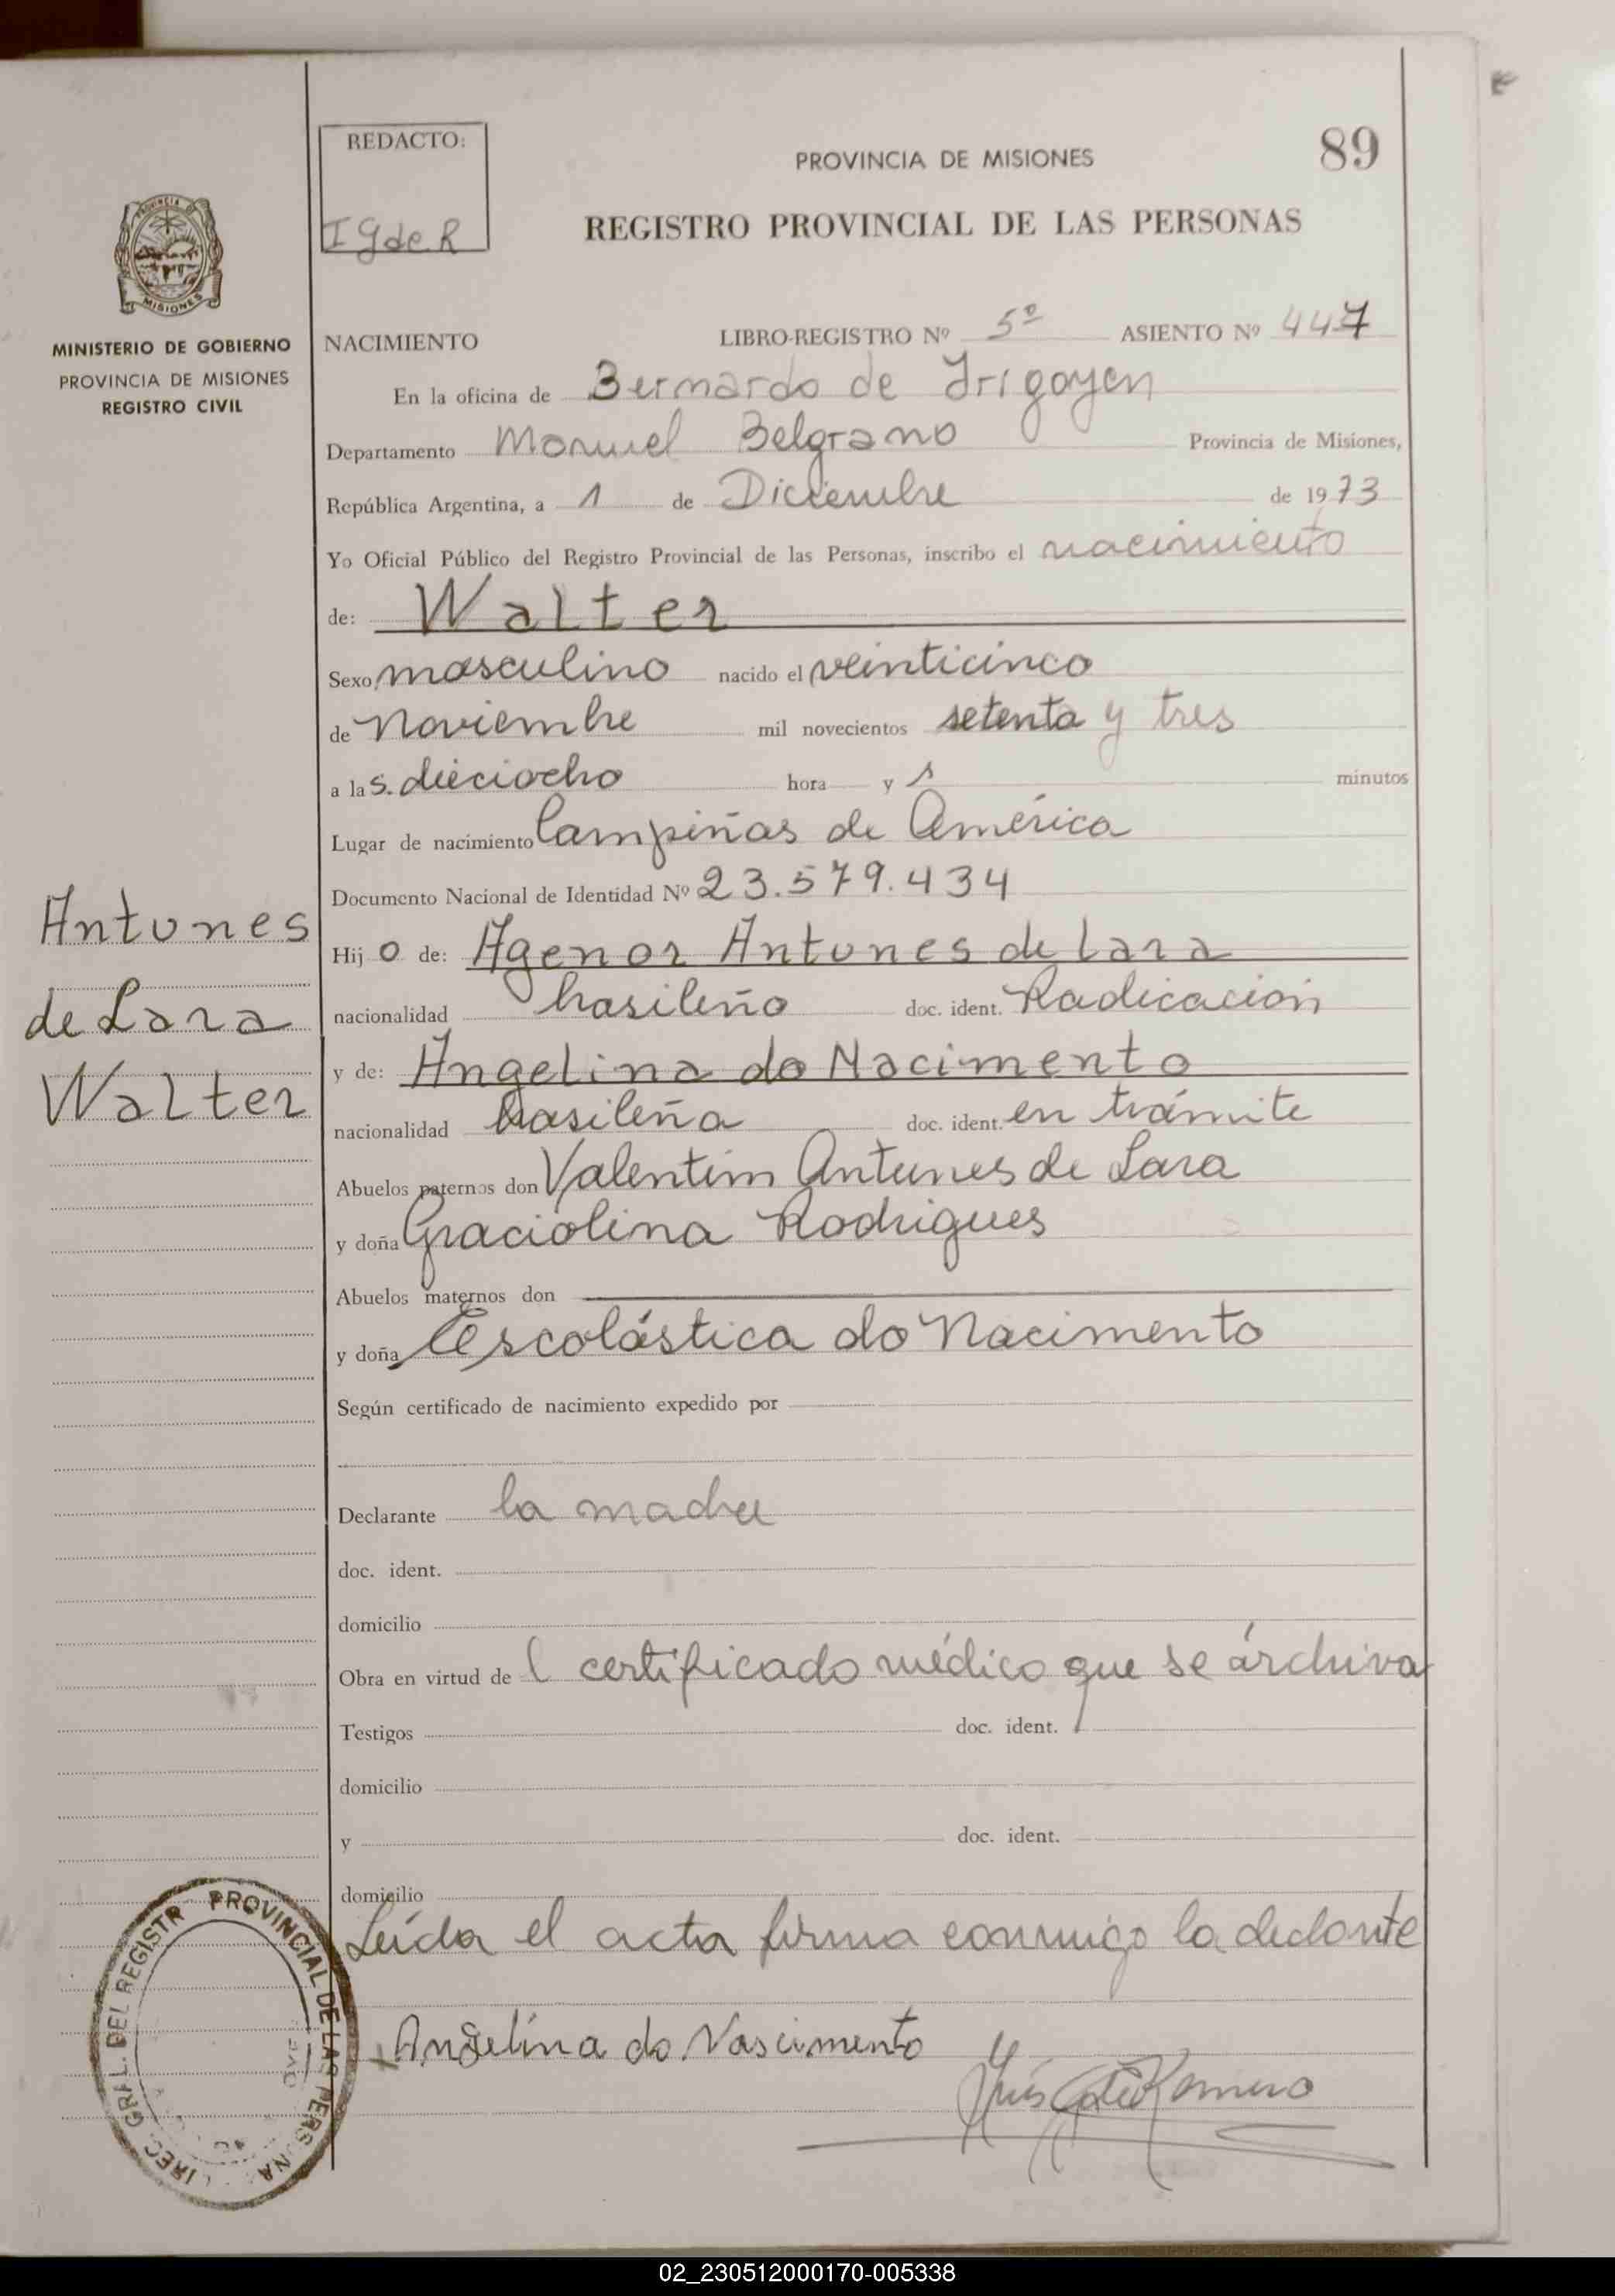 REDACTO:
I G de R
PROVINCIA DE MISIONES
89
REGISTRO PROVINCIAL DE LAS PERSONAS
PROVINCIA DE
MISIONES
MINISTERIO DE GOBIERNO
PROVINCIA DE MISIONES
REGISTRO CIVIL
NACIMIENTO LIBRO-REGISTRO Nº 5º ASIENTO Nº 447
En la oficina de Bernardo de Irigoyen
Departamento Manuel Belgrano Provincia de Misiones,
República Argentina, a 1 de Diciembre de 1973
Yo Oficial Público del Registro Provincial de las Personas, inscribo el nacimiento
de: Walter
Sexo masculino nacido el veinticinco
de noviembre mil novecientos setenta y tres
a las. dieciocho hora y minutos
Lugar de nacimiento Campiñas de América
Documento Nacional de Identidad Nº 23.579.434
Antunes
de Lara
Walter
Hijo de: Agenor Antunes de Lara
nacionalidad brasileño doc. ident. Radicación
y de: Angelina do Nacimento
nacionalidad brasileña doc. ident. en trámite
Abuelos paternos don Valentim Antunes de Lara
y doña Graciolina Rodrigues
Abuelos maternos don
y doña Escolástica do Nacimento
Según certificado de nacimiento expedido por
Declarante la madre
doc. ident.
domicilio
Obra en virtud del certificado médico que se archiva
Testigos doc. ident.
domicilio
y doc. ident.
domicilio
Leída el acta firma conmigo la declante
Angelina do Nascimento
Romero
GRAL. DEL REGISTR PROVINCIAL DE LAS PERS NA
02_230512000170-005338